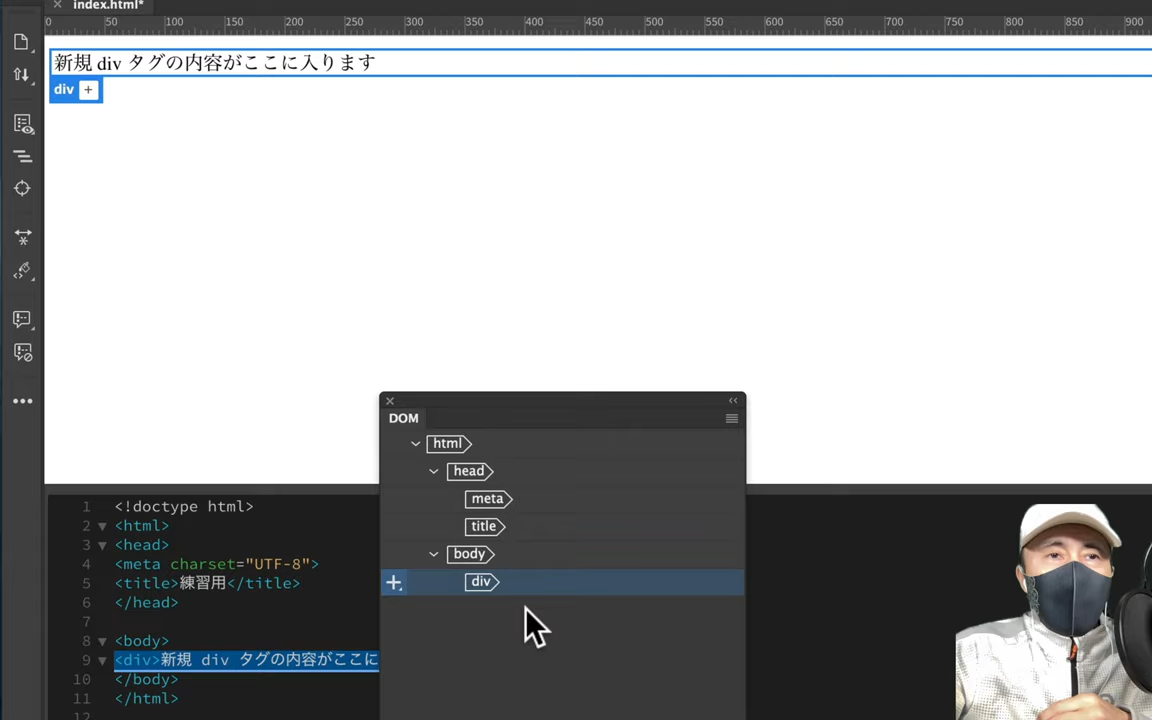 index.html*
0 50 100 150 200 250 300 350 400 450 500 550 600 650 700 750 800 850 900
新規 div タグの内容がここに入ります
div +
DOM
html
head
meta
title
body
div
1 <!doctype html>
2 <html>
3 <head>
4 <meta charset="UTF-8">
5 <title>練習用</title>
6 </head>
7
8 <body>
9 <div>新規 div タグの内容がここに
10 </body>
11 </html>
12